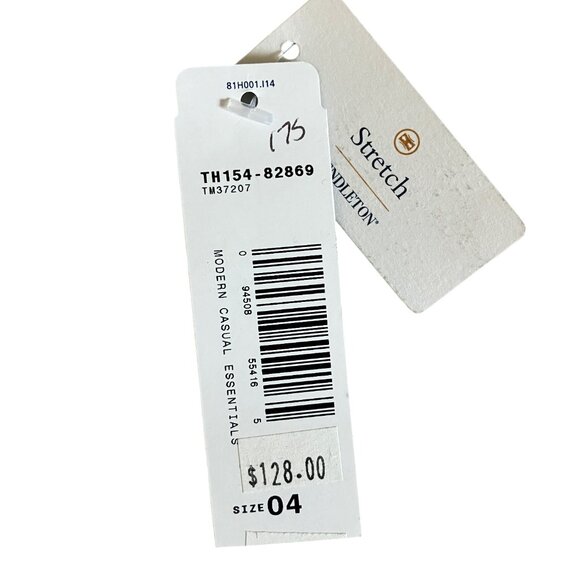 81H001.I14
175
TH154-82869
TM37207
MODERN CASUAL ESSENTIALS
0 94508 55416 5
$128.00
SIZE 04
Stretch
NDLETON®